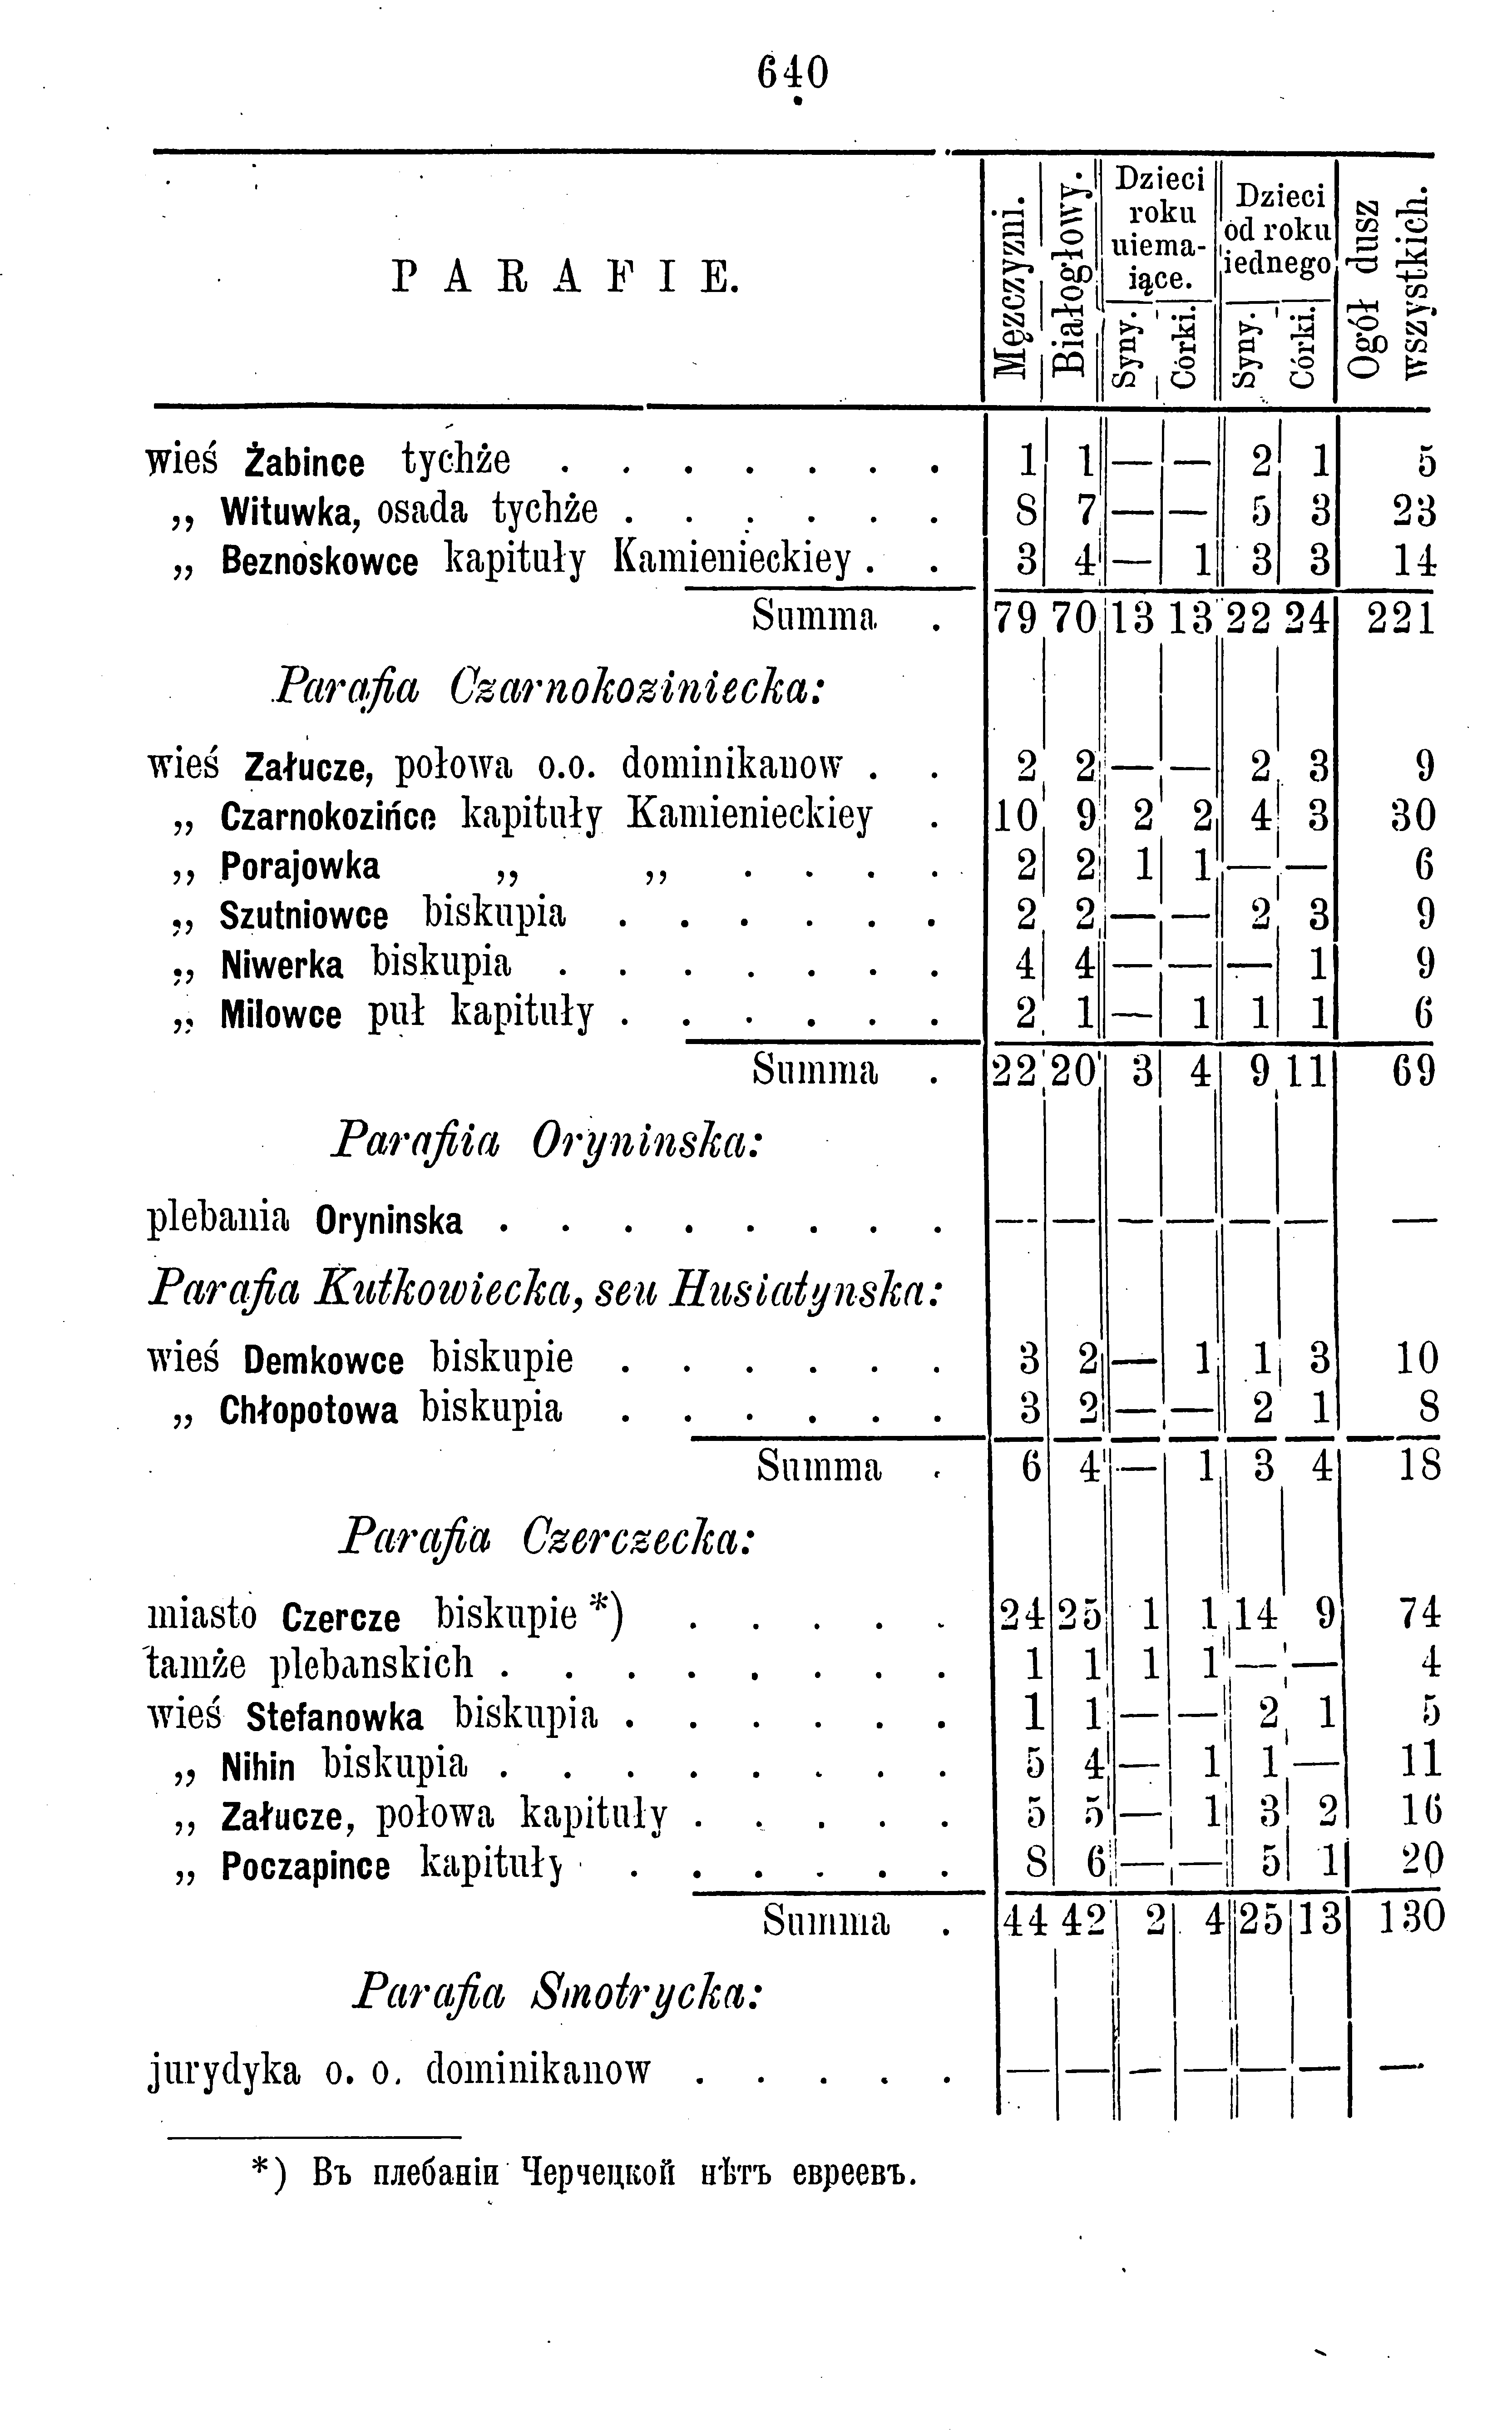 640
PARAFIE. Mężczyzni. Białogłowy. Dzieci roku niema-iące. Syny. Córki. Dzieci od roku iednego Syny. Córki. Ogół dusz wszystkich.
wieś Żabince tychże . . . . . . . 1 1 — — 2 1 5
„ Wituwka, osada tychże . . . . . . 8 7 — — 5 3 23
„ Beznoskowce kapituły Kamienieckiey . . 3 4 — 1 3 3 14
Summa . 79 70 13 13 22 24 221
Parafia Czarnokoziniecka:
wieś Załucze, połowa o.o. dominikanow . . 2 2 — — 2 3 9
„ Czarnokozińce kapituły Kamienieckiey . 10 9 2 2 4 3 30
„ Porajowka „ „ . . . . 2 2 1 1 — — 6
„ Szutniowce biskupia . . . . . . 2 2 — — 2 3 9
„ Niwerka biskupia . . . . . . . 4 4 — — — 1 9
„ Milowce puł kapituły . . . . . . 2 1 — 1 1 1 6
Summa . 22 20 3 4 9 11 69
Parafiia Oryninska:
plebania Oryninska . . . . . . . . — — — — — — —
Parafia Kutkowiecka, seu Husiatynska:
wieś Demkowce biskupie . . . . . . 3 2 — 1 1 3 10
„ Chłopotowa biskupia . . . . . . 3 2 — — 2 1 8
Summa . 6 4 — 1 3 4 18
Parafia Czerczecka:
miasto Czercze biskupie *) . . . . . 24 25 1 1 14 9 74
tamże plebanskich . . . . . . . . 1 1 1 1 — — 4
wieś Stefanowka biskupia . . . . . . 1 1 — — 2 1 5
„ Nihin biskupia . . . . . . . . 5 4 — 1 1 — 11
„ Załucze, połowa kapituły . . . . . 5 5 — 1 3 2 16
„ Poczapince kapituły . . . . . . 8 6 — — 5 1 20
Summa . 44 42 2 4 25 13 130
Parafia Smotrycka:
jurydyka o. o. dominikanow . . . . . — — — — — — —
*) Въ плебаніи Черчецкой нѣтъ евреевъ.